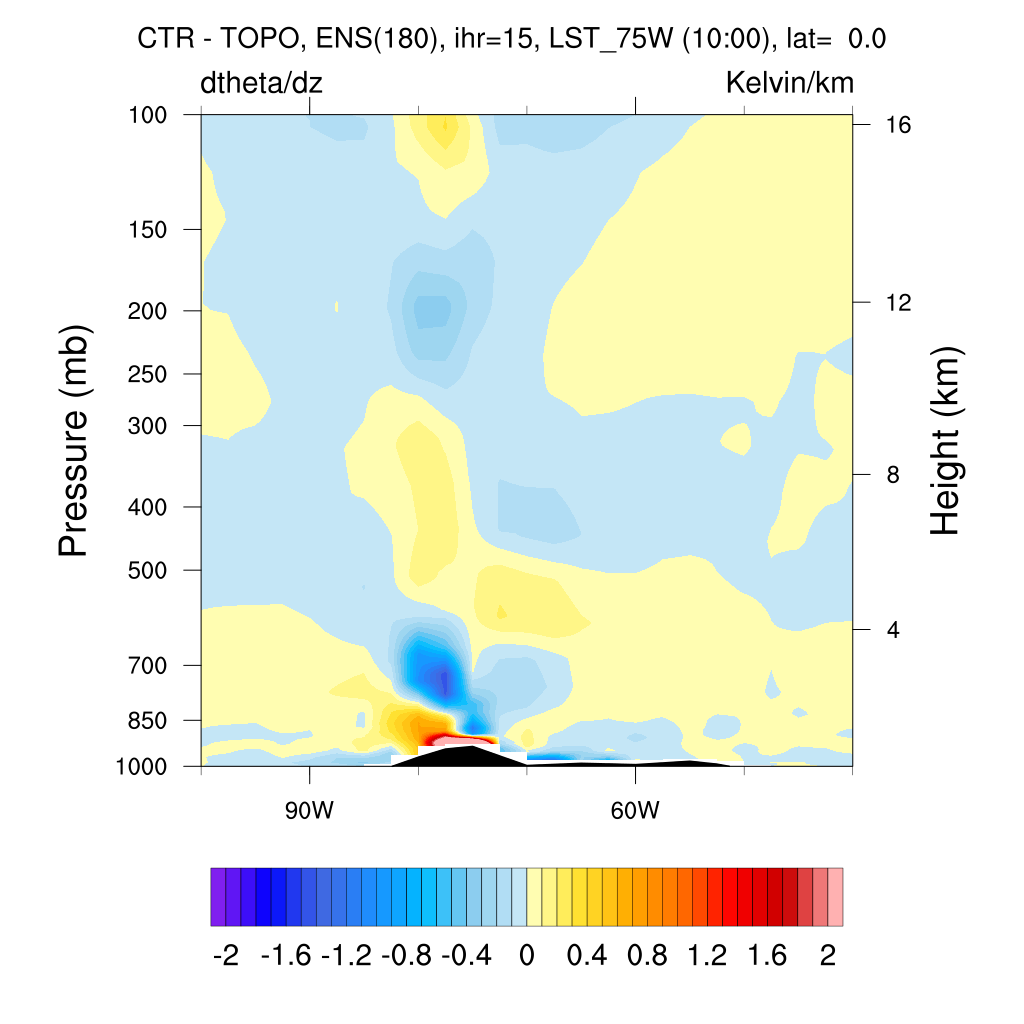 CTR - TOPO, ENS(180), ihr=15, LST_75W (10:00), lat=  0.0
dtheta/dz Kelvin/km
100
150
200
250
300
400
500
700
850
1000
Pressure (mb)
16
12
8
4
Height (km)
90W 60W
-2 -1.6 -1.2 -0.8 -0.4 0 0.4 0.8 1.2 1.6 2